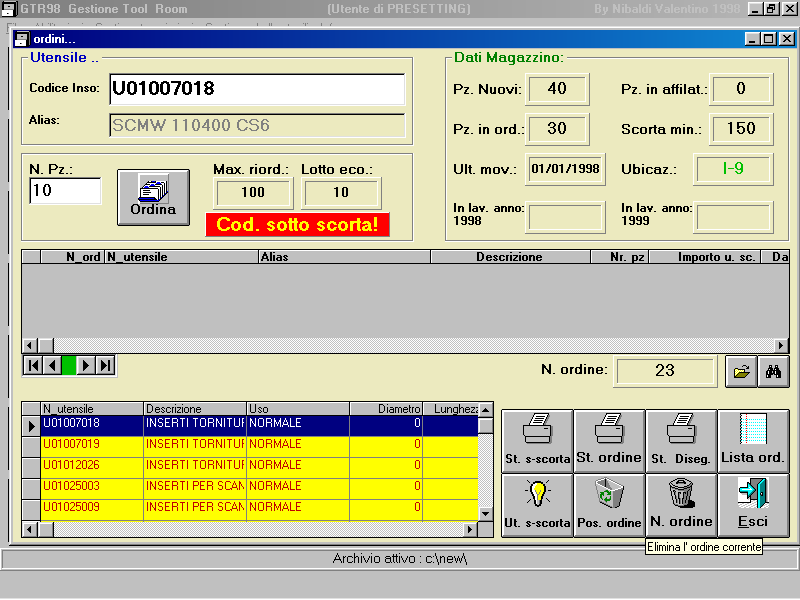 GTR98 Gestione Tool Room (Utente di PRESETTING) By Nibaldi Valentino 1998
ordini...
Utensile ..
Codice Inso: U01007018
Alias: SCMW 110400 CS6
Dati Magazzino:
Pz. Nuovi: 40 Pz. in affilat.: 0
Pz. in ord.: 30 Scorta min.: 150
Ult. mov.: 01/01/1998 Ubicaz.: I-9
In lav. anno: 1998 In lav. anno: 1999
N. Pz.: 10
Ordina
Max. riord.: Lotto eco.:
100 10
Cod. sotto scorta!
N_ord N_utensile Alias Descrizione Nr. pz Importo u. sc. Da
N. ordine: 23
N_utensile Descrizione Uso Diametro Lunghezz
U01007018 INSERTI TORNITUF NORMALE 0
U01007019 INSERTI TORNITUF NORMALE 0
U01012026 INSERTI TORNITUF NORMALE 0
U01025003 INSERTI PER SCAN NORMALE 0
U01025009 INSERTI PER SCAN NORMALE 0
St. s-scorta St. ordine St. Diseg. Lista ord.
Ut. s-scorta Pos. ordine N. ordine Esci
Elimina l' ordine corrente
Archivio attivo : c:\new\